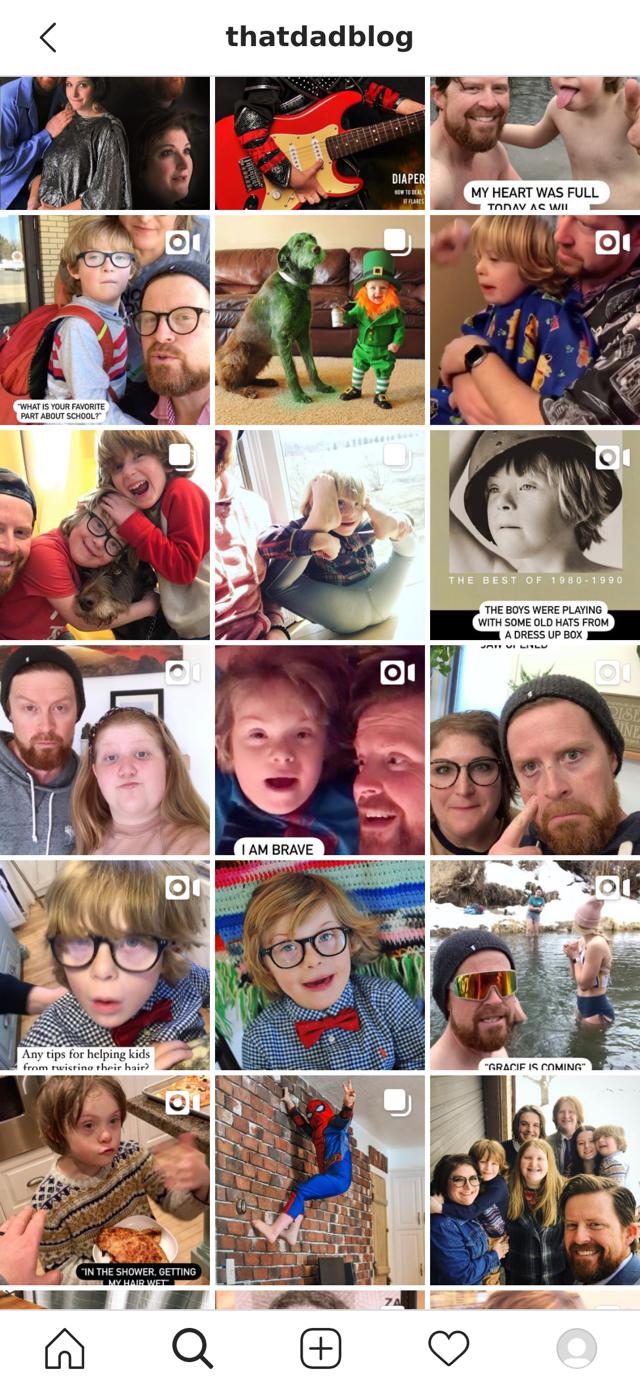 thatdadblog
DIAPER
HOW TO DEAL
IT FLARES
MY HEART WAS FULL
TODAY AS WIL
"WHAT IS YOUR FAVORITE
PART ABOUT SCHOOL?"
THE BEST OF 1980-1990
THE BOYS WERE PLAYING
WITH SOME OLD HATS FROM
A DRESS UP BOX
JAW OPENED
I AM BRAVE
Any tips for helping kids
from twisting their hair?
"GRACIE IS COMING"
"IN THE SHOWER, GETTING
MY HAIR WET"
ZA